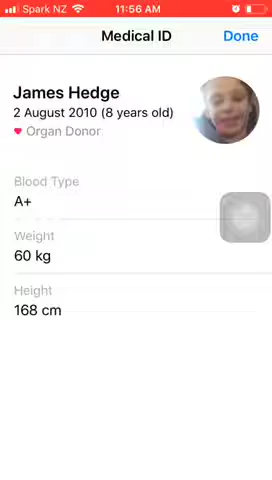 Spark NZ 11:56 AM
Medical ID Done
James Hedge
2 August 2010 (8 years old)
Organ Donor
Blood Type
A+
Weight
60 kg
Height
168 cm